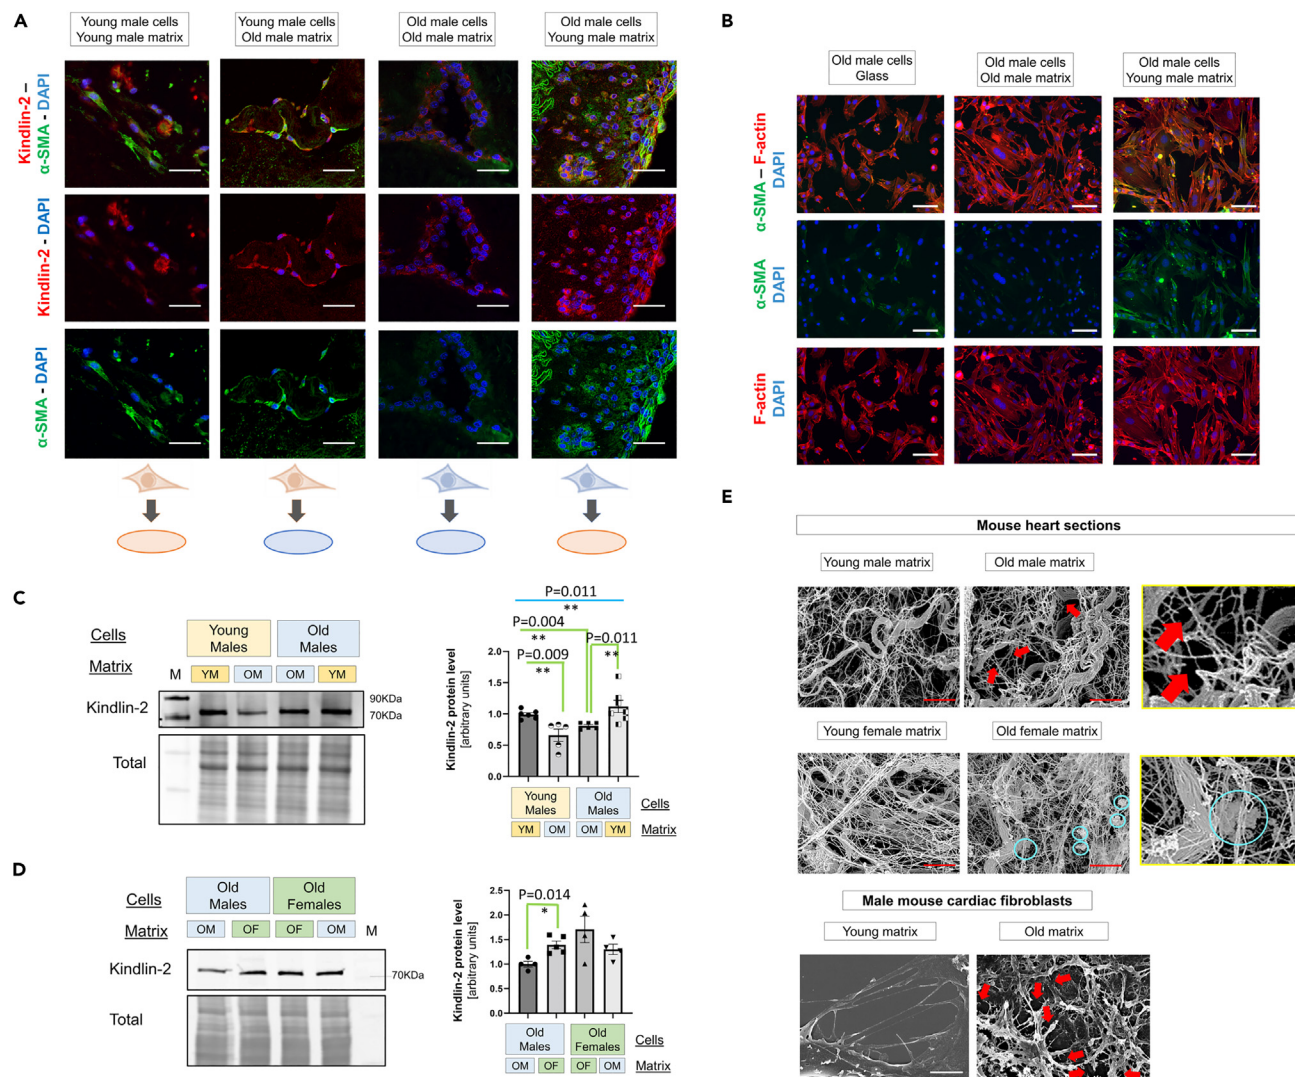 A
Young male cells
Young male matrix
Young male cells
Old male matrix
Old male cells
Old male matrix
Old male cells
Young male matrix
Kindlin-2 –
α-SMA - DAPI
Kindlin-2 - DAPI
α-SMA - DAPI
B
Old male cells
Glass
Old male cells
Old male matrix
Old male cells
Young male matrix
α-SMA – F-actin
DAPI
α-SMA
DAPI
F-actin
DAPI
C
Cells
Young
Males
Old
Males
Matrix
M
YM
OM
OM
YM
Kindlin-2
90KDa
70KDa
Total
P=0.011
**
P=0.004
**
P=0.011
**
P=0.009
**
Kindlin-2 protein level
[arbitrary units]
2.0
1.5
1.0
0.5
0.0
Young
Males
Old
Males
Cells
YM
OM
OM
YM
Matrix
D
Cells
Old
Males
Old
Females
Matrix
OM
OF
OF
OM
M
Kindlin-2
70KDa
Total
P=0.014
*
Kindlin-2 protein level
[arbitrary units]
2.5
2.0
1.5
1.0
0.5
0.0
Old
Males
Old
Females
Cells
OM
OF
OF
OM
Matrix
E
Mouse heart sections
Young male matrix
Old male matrix
Young female matrix
Old female matrix
Male mouse cardiac fibroblasts
Young matrix
Old matrix